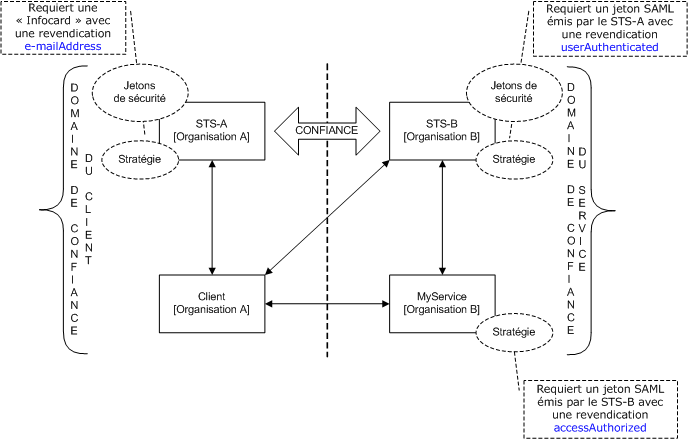 Requiert une
« Infocard » avec
une revendication
e-mailAddress
Requiert un jeton SAML
émis par le STS-A avec
une revendication
userAuthenticated
Jetons
de sécurité
STS-A
[Organisation A]
Stratégie
CONFIANCE
Jetons de
sécurité
STS-B
[Organisation B]
Stratégie
DOMAINE DE CONFIANCE
DU CLIENT
DOMAINE DE CONFIANCE
DU SERVICE
Client
[Organisation A]
MyService
[Organisation B]
Stratégie
Requiert un jeton SAML
émis par le STS-B avec
une revendication
accessAuthorized